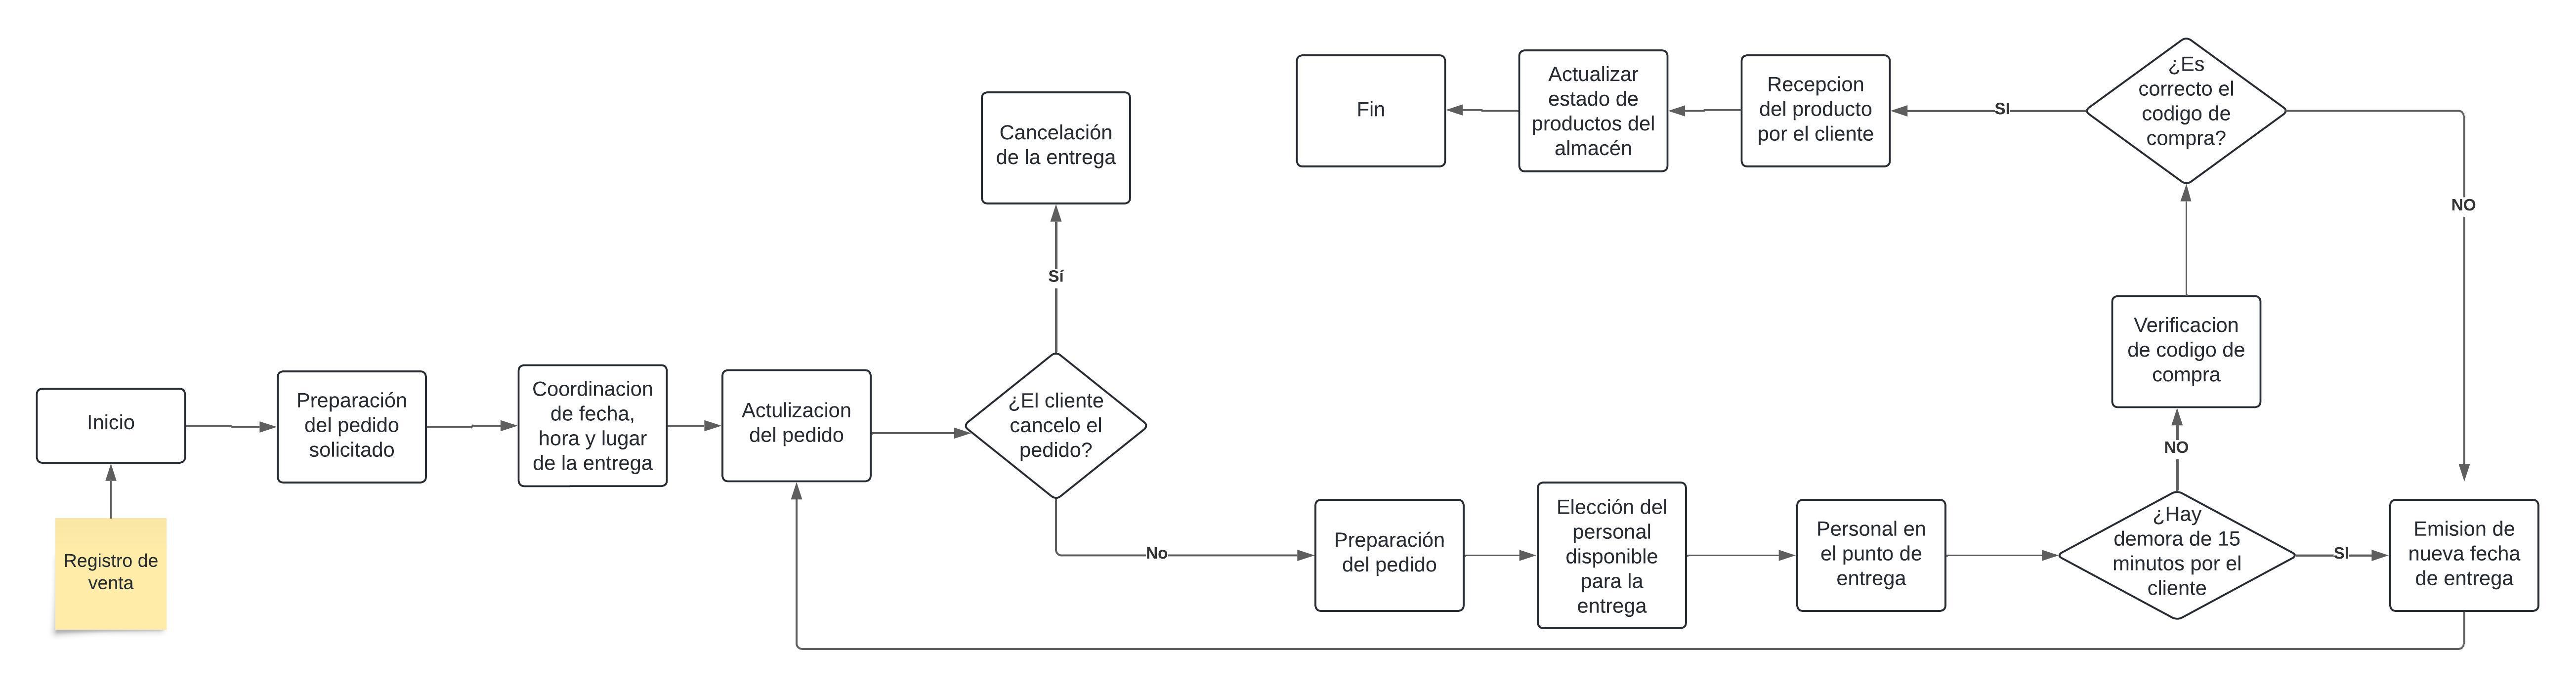 Inicio
Registro de
venta
Preparación
del pedido
solicitado
Coordinacion
de fecha,
hora y lugar
de la entrega
Actulizacion
del pedido
¿El cliente
cancelo el
pedido?
Sí
Cancelación
de la entrega
No
Preparación
del pedido
Elección del
personal
disponible
para la
entrega
Personal en
el punto de
entrega
¿Hay
demora de 15
minutos por el
cliente
SI
Emision de
nueva fecha
de entrega
NO
Verificacion
de codigo de
compra
¿Es
correcto el
codigo de
compra?
NO
SI
Recepcion
del producto
por el cliente
Actualizar
estado de
productos del
almacén
Fin